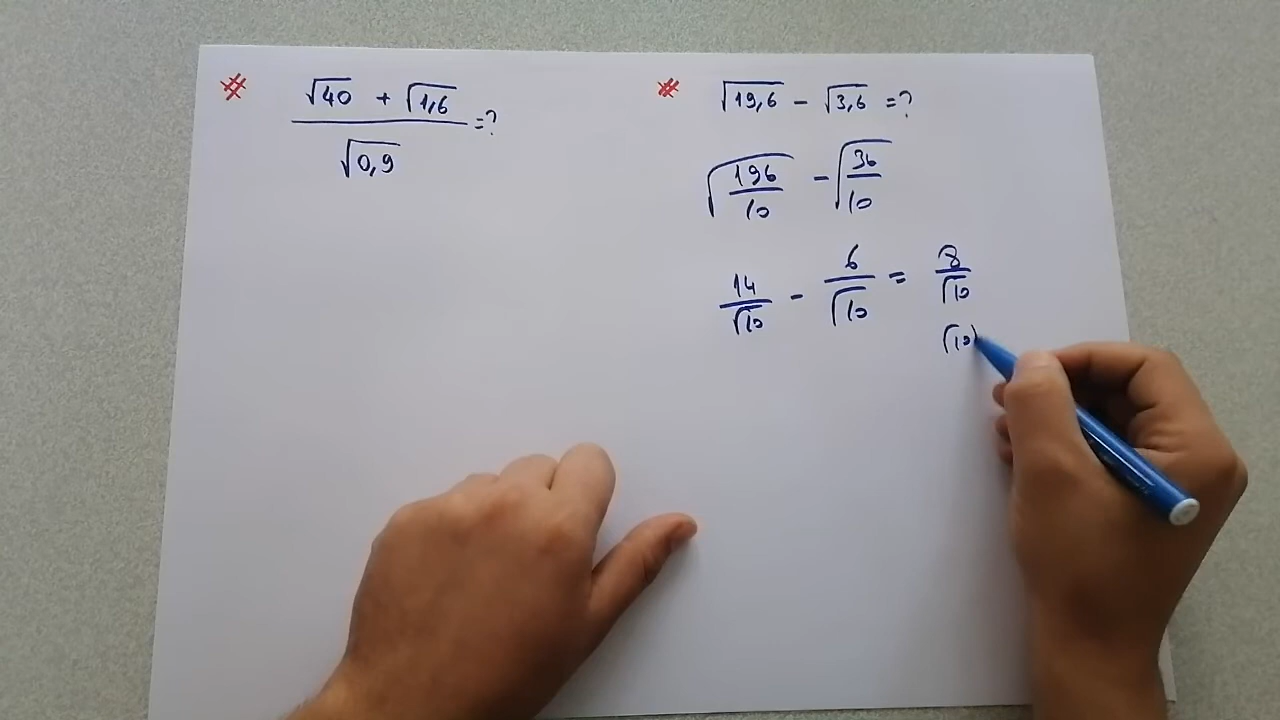 # (√40 + √1,6) / √0,9 = ?
# √19,6 − √3,6 = ?
√(196/10) − √(36/10)
14/√10 − 6/√10 = 8/√10
(√10)